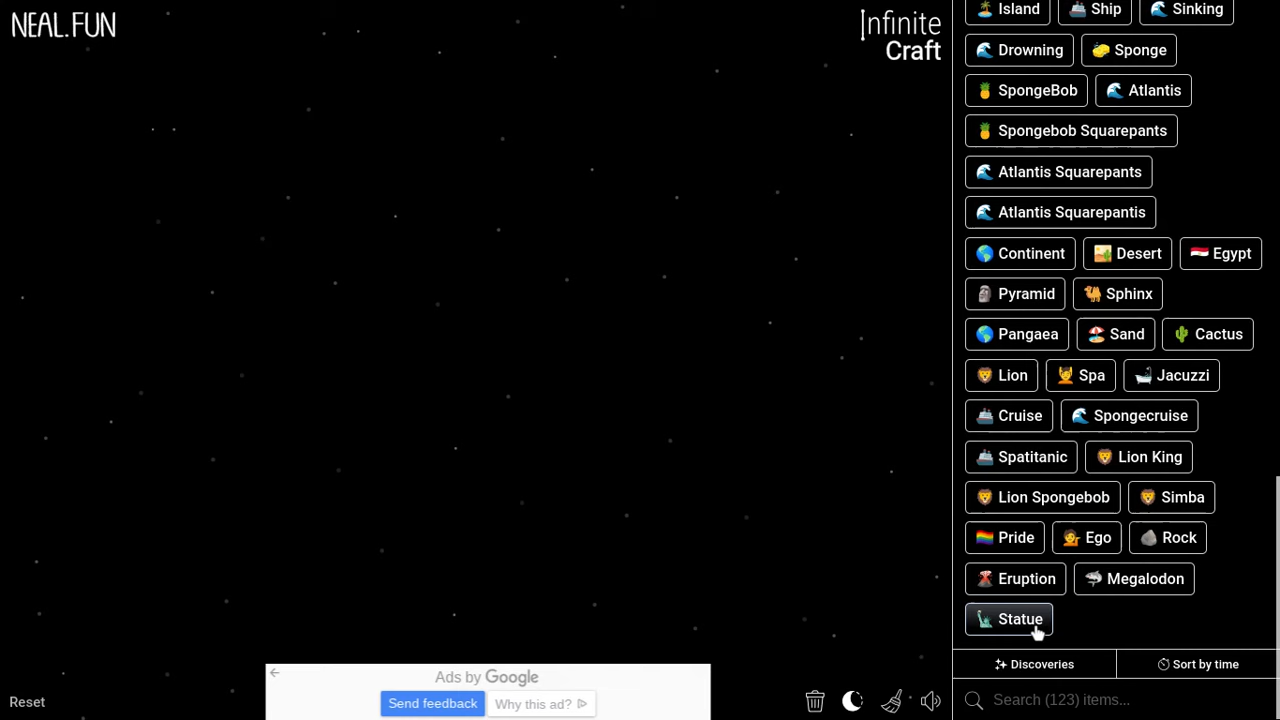 NEAL.FUN
Infinite
Craft
Island Ship Sinking
Drowning Sponge
SpongeBob Atlantis
Spongebob Squarepants
Atlantis Squarepants
Atlantis Squarepantis
Continent Desert Egypt
Pyramid Sphinx
Pangaea Sand Cactus
Lion Spa Jacuzzi
Cruise Spongecruise
Spatitanic Lion King
Lion Spongebob Simba
Pride Ego Rock
Eruption Megalodon
Statue
Discoveries Sort by time
Search (123) items...
Ads by Google
Send feedback Why this ad?
Reset